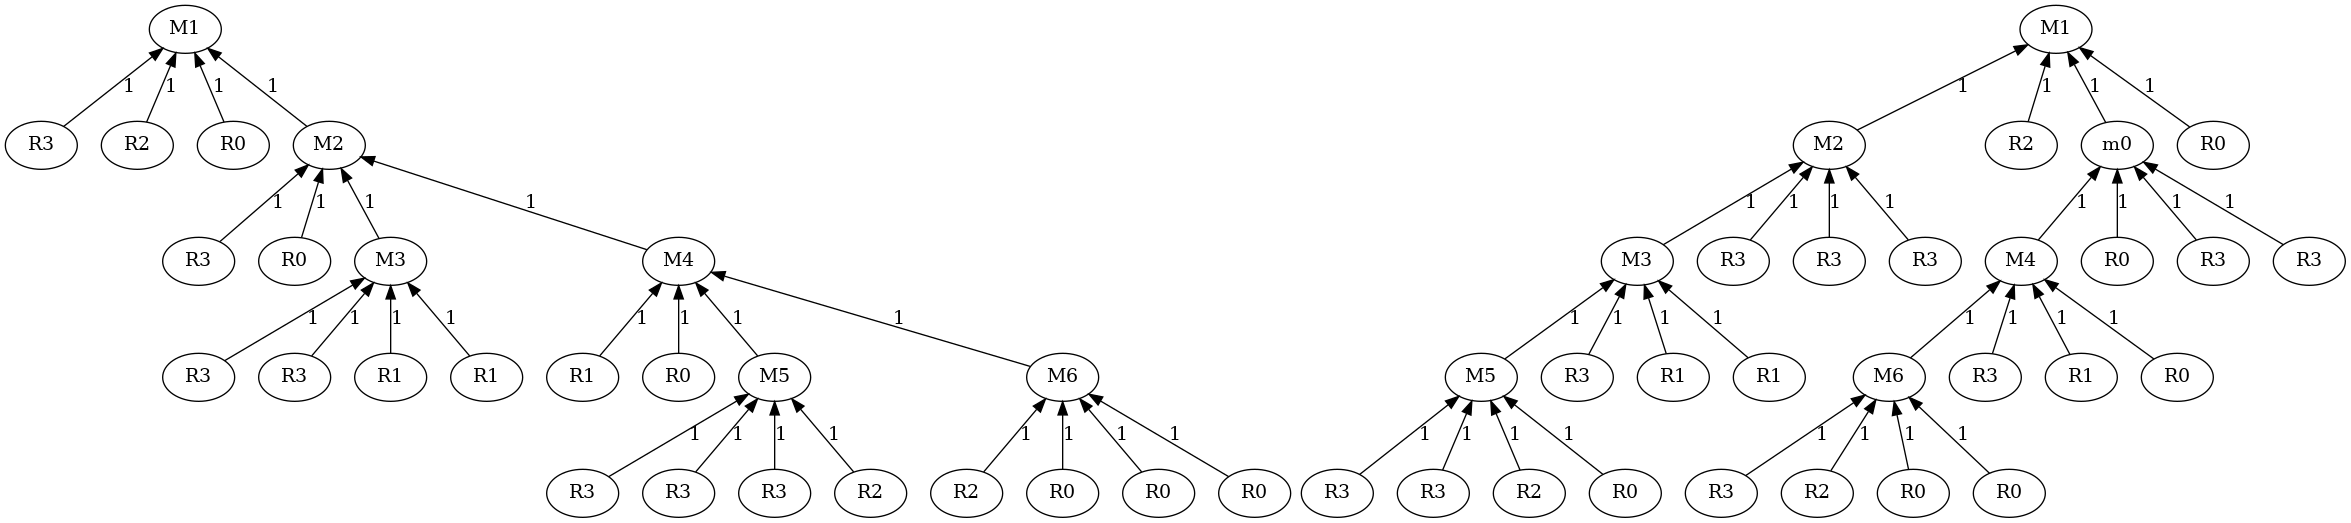 M1 M1
1 1 1 1 1 1 1 1
R3 R2 R0 M2 M2 R2 m0 R0
1 1 1 1 1 1 1 1 1 1 1 1
R3 R0 M3 M4 M3 R3 R3 R3 M4 R0 R3 R3
1 1 1 1 1 1 1 1 1 1 1 1 1 1 1 1
R3 R3 R1 R1 R1 R0 M5 M6 M5 R3 R1 R1 M6 R3 R1 R0
1 1 1 1 1 1 1 1 1 1 1 1 1 1 1 1
R3 R3 R3 R2 R2 R0 R0 R0 R3 R3 R2 R0 R3 R2 R0 R0